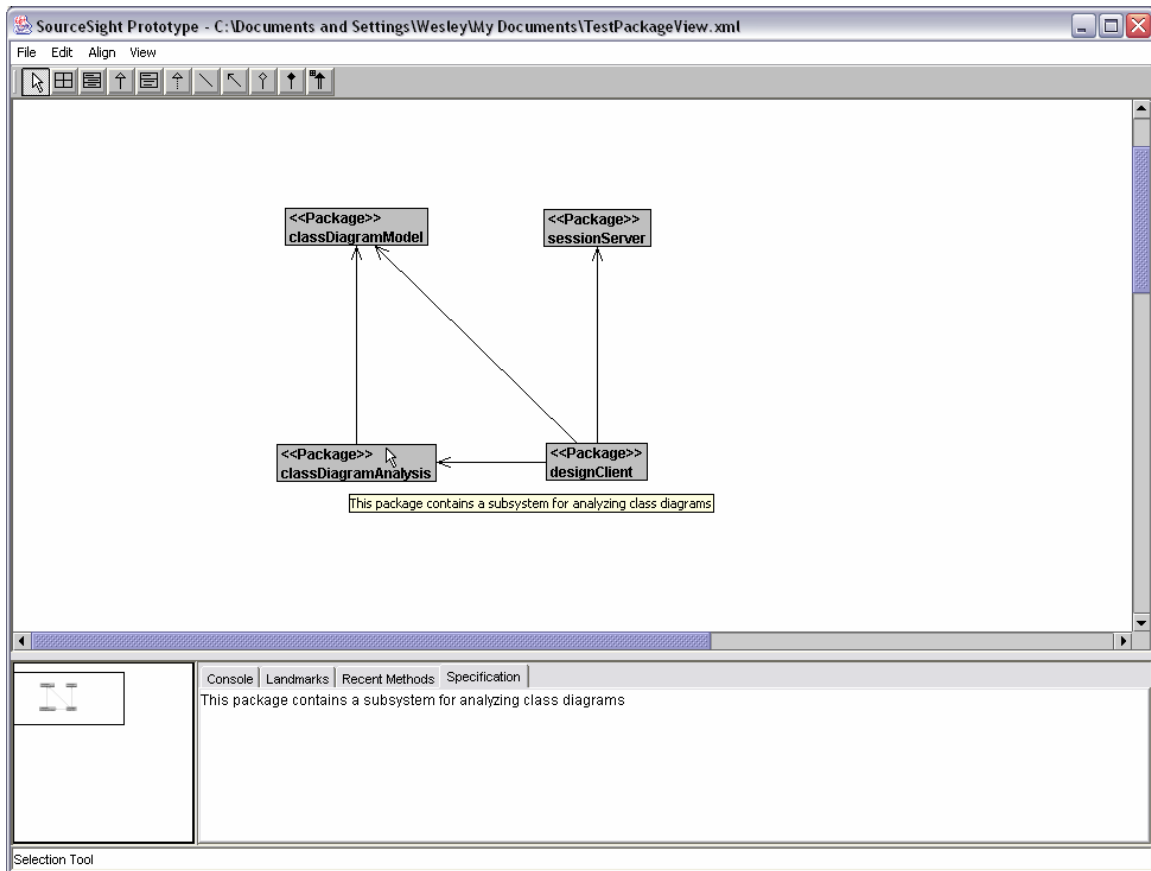 SourceSight Prototype - C:\Documents and Settings\Wesley\My Documents\TestPackageView.xml
File Edit Align View
<<Package>>
classDiagramModel
<<Package>>
sessionServer
<<Package>>
classDiagramAnalysis
<<Package>>
designClient
This package contains a subsystem for analyzing class diagrams
Console Landmarks Recent Methods Specification
This package contains a subsystem for analyzing class diagrams
Selection Tool